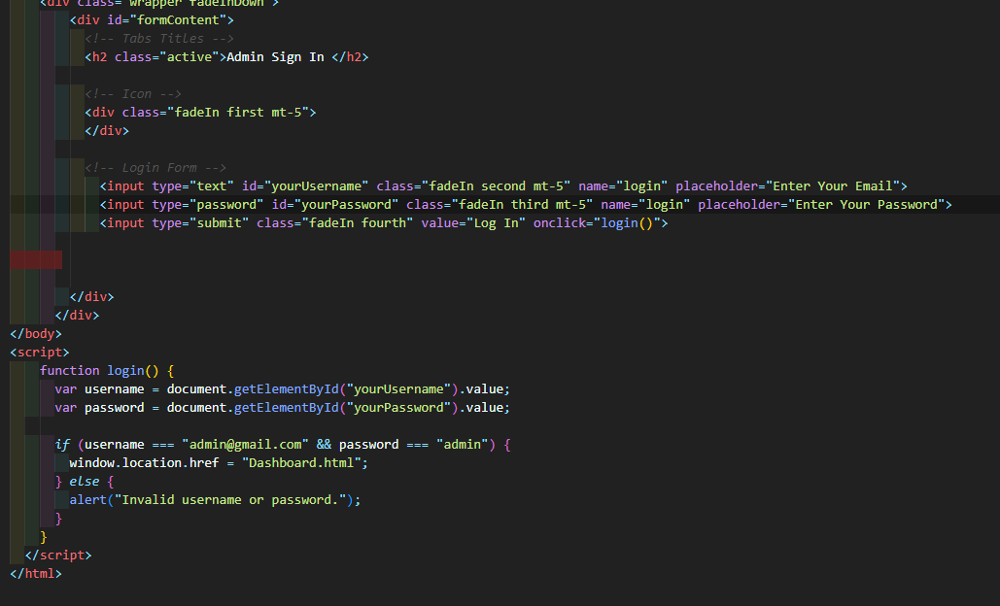 <div class="wrapper fadeInDown">
<div id="formContent">
<!-- Tabs Titles -->
<h2 class="active">Admin Sign In </h2>
<!-- Icon -->
<div class="fadeIn first mt-5">
</div>
<!-- Login Form -->
<input type="text" id="yourUsername" class="fadeIn second mt-5" name="login" placeholder="Enter Your Email">
<input type="password" id="yourPassword" class="fadeIn third mt-5" name="login" placeholder="Enter Your Password">
<input type="submit" class="fadeIn fourth" value="Log In" onclick="login()">
</div>
</div>
</body>
<script>
function login() {
var username = document.getElementById("yourUsername").value;
var password = document.getElementById("yourPassword").value;
if (username === "admin@gmail.com" && password === "admin") {
window.location.href = "Dashboard.html";
} else {
alert("Invalid username or password.");
}
}
</script>
</html>